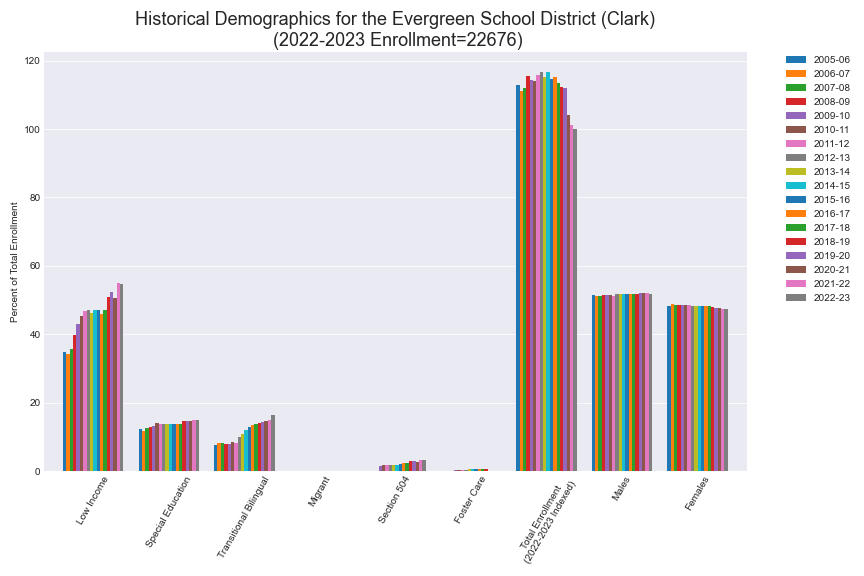 Historical Demographics for the Evergreen School District (Clark)
(2022-2023 Enrollment=22676)
Percent of Total Enrollment
120
100
80
60
40
20
0
Low Income
Special Education
Transitional Bilingual
Migrant
Section 504
Foster Care
Total Enrollment
(2022-2023 Indexed)
Males
Females
2005-06
2006-07
2007-08
2008-09
2009-10
2010-11
2011-12
2012-13
2013-14
2014-15
2015-16
2016-17
2017-18
2018-19
2019-20
2020-21
2021-22
2022-23